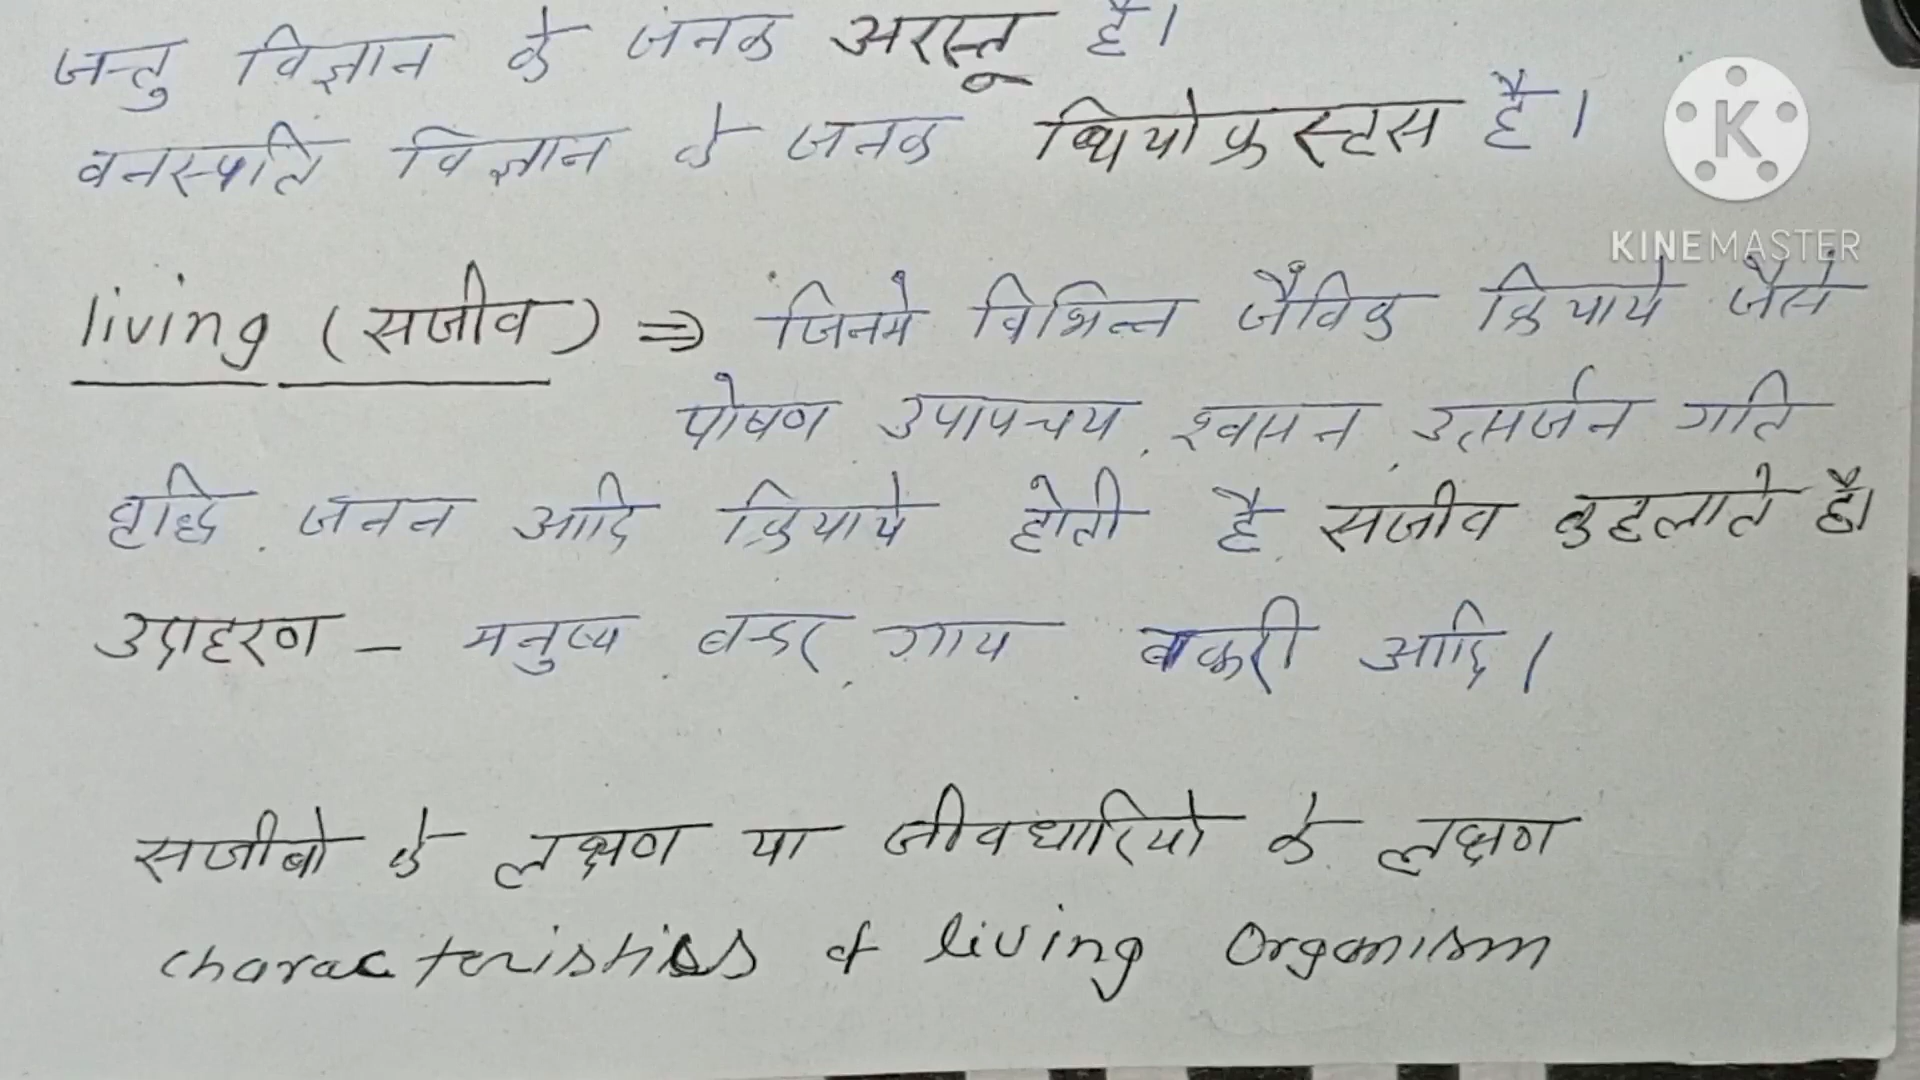 जन्तु विज्ञान के जनक अरस्तू है।
वनस्पति विज्ञान के जनक थियोफ्रस्टस है।
K
KINEMASTER
living (सजीव) ⇒ जिनमे विभिन्न जैविक क्रियाये जैसे
पोषण उपापचय, श्वसन, उत्सर्जन गति
वृद्धि, जनन आदि क्रियाये होती है, सजीव कहलाते है।
उदाहरण – मनुष्य, बन्दर, गाय बकरी आदि।
सजीबो के लक्षण या जीवधारियो के लक्षण
characteristics of living Organism